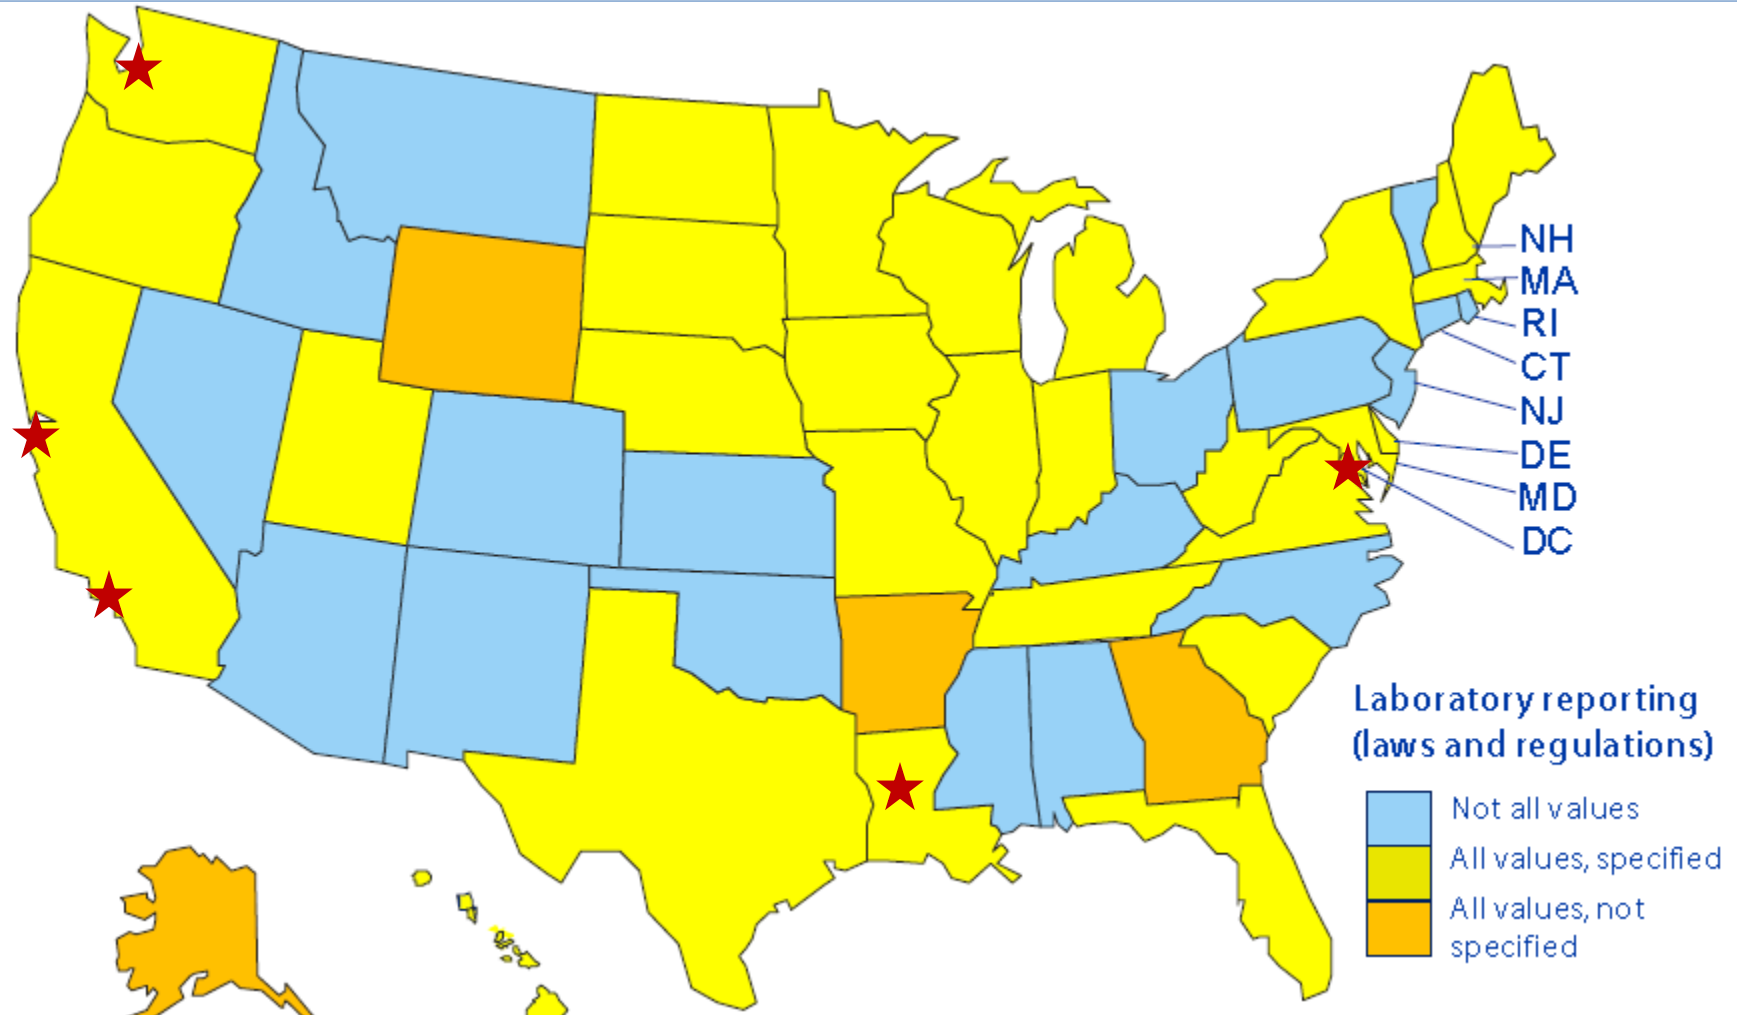 NH
MA
RI
CT
NJ
DE
MD
DC
Laboratory reporting
(laws and regulations)
Not all values
All values, specified
All values, not
specified